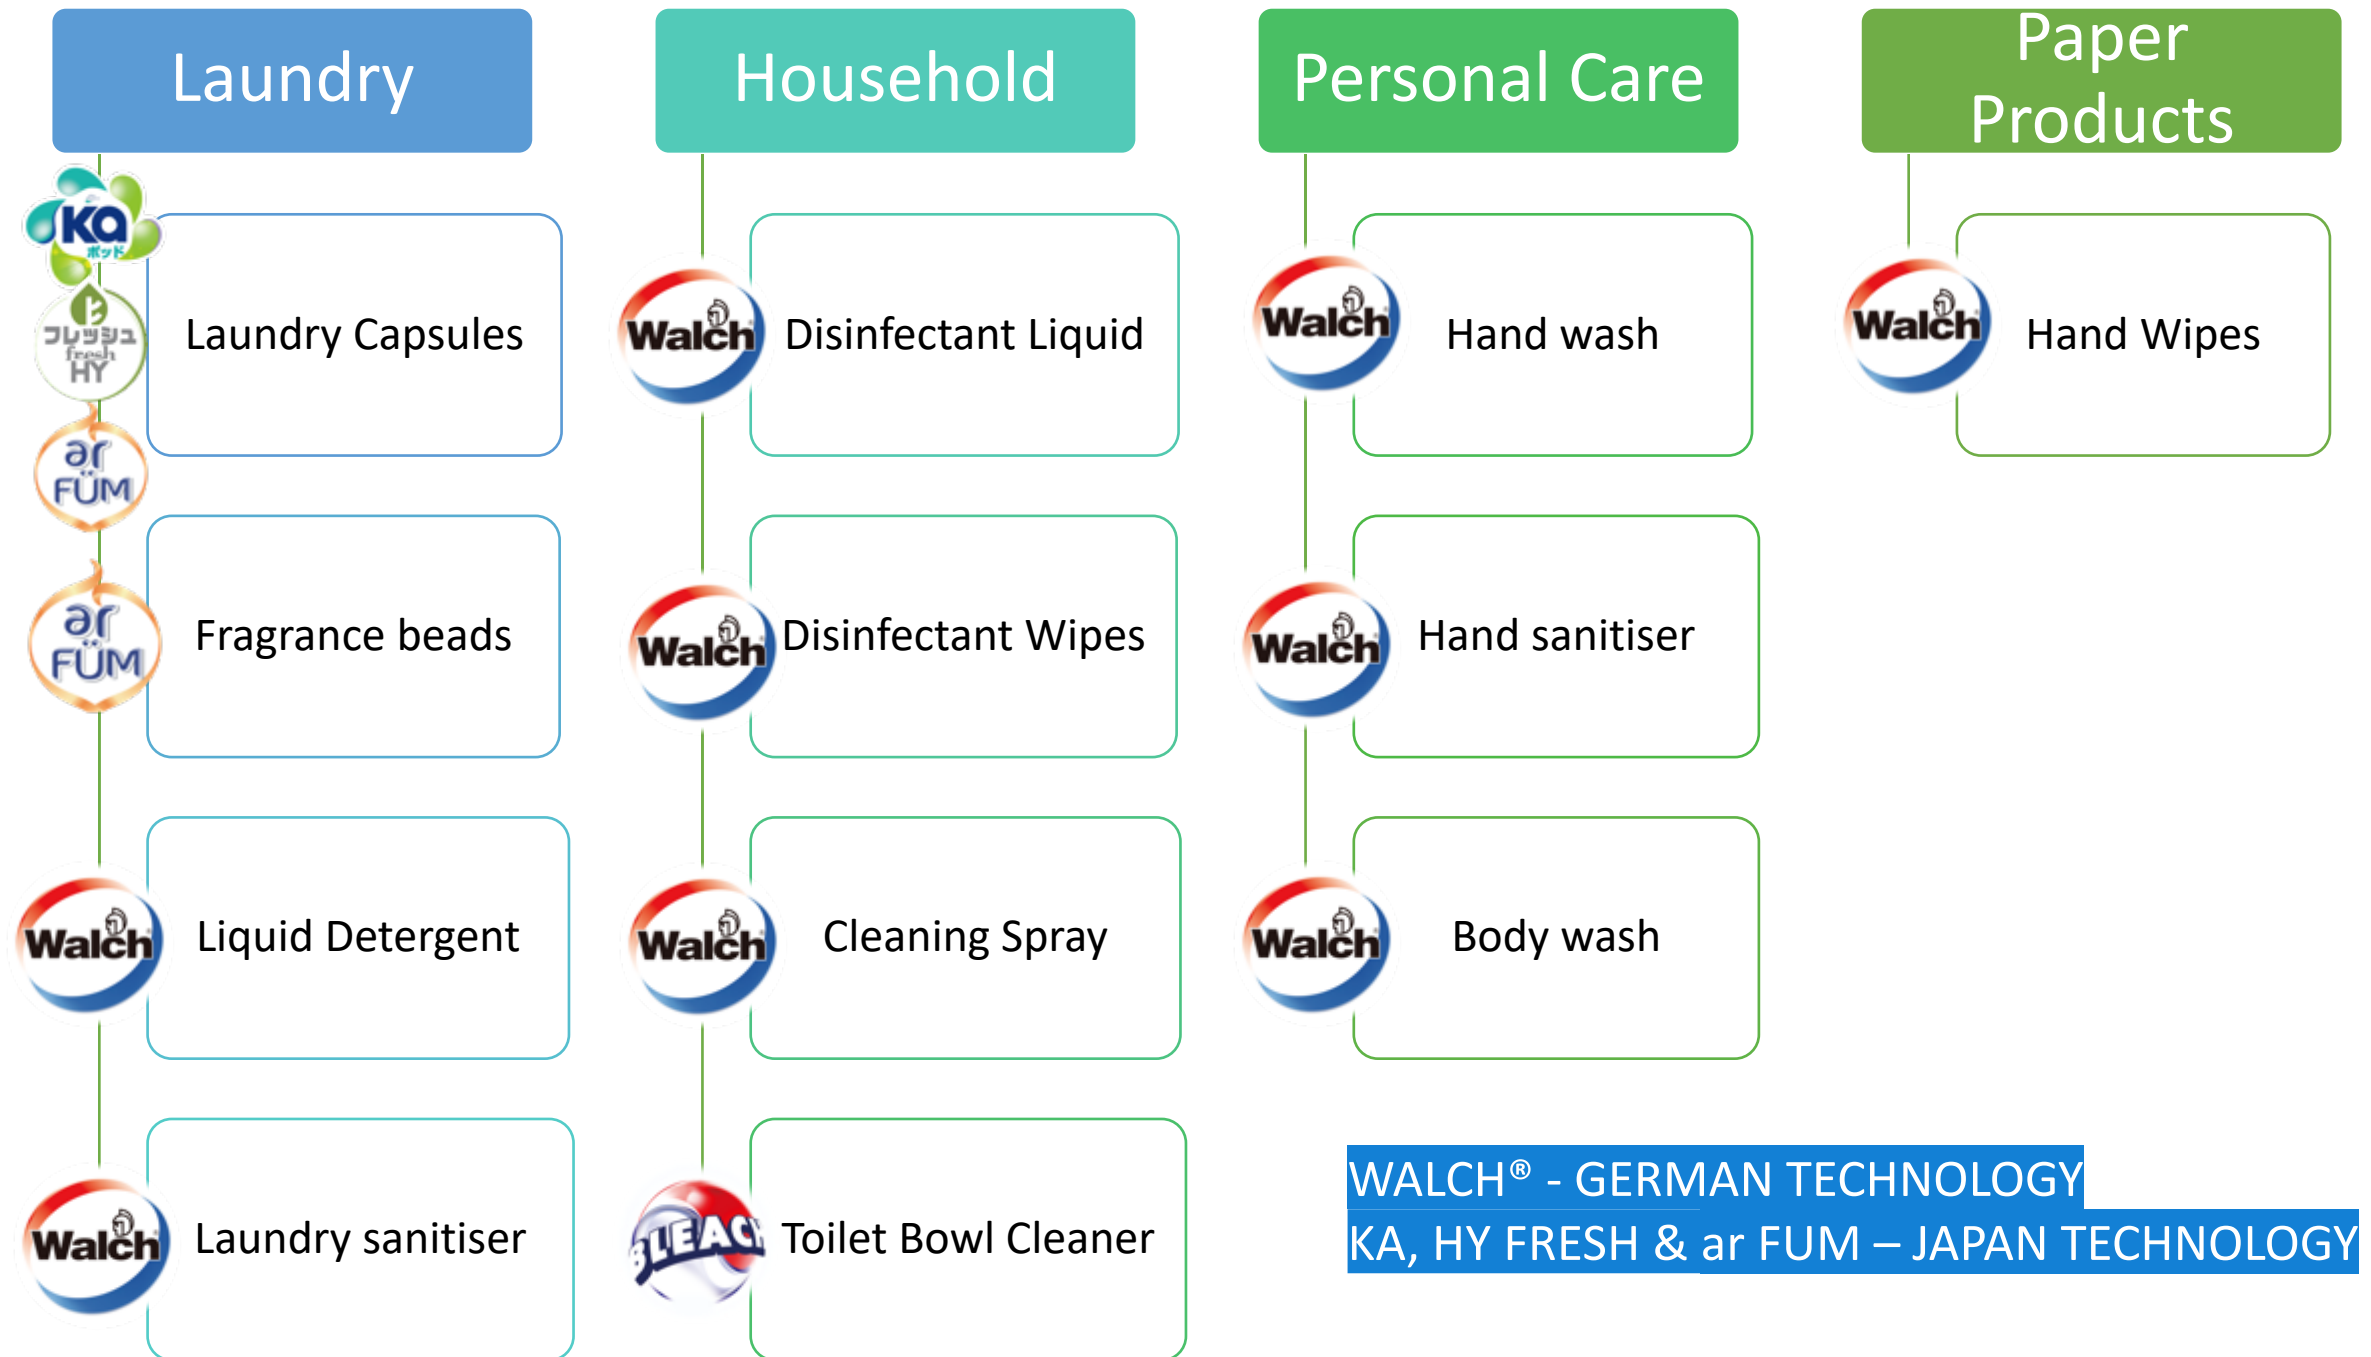 Laundry
Ka
ポッド
フレッシュ
fresh
HY
Laundry Capsules
ar
FÜM
ar
FÜM
Fragrance beads
Walch
Liquid Detergent
Walch
Laundry sanitiser
Household
Walch
Disinfectant Liquid
Walch
Disinfectant Wipes
Walch
Cleaning Spray
BLEACH
Toilet Bowl Cleaner
Personal Care
Walch
Hand wash
Walch
Hand sanitiser
Walch
Body wash
Paper
Products
Walch
Hand Wipes
WALCH® - GERMAN TECHNOLOGY
KA, HY FRESH & ar FUM – JAPAN TECHNOLOGY